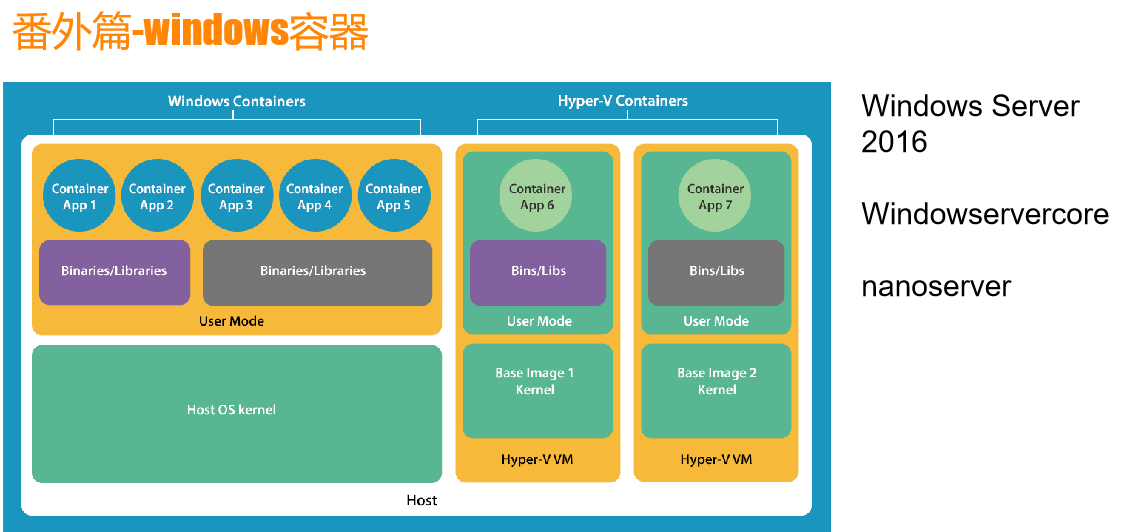 番外篇-windows容器
Windows Containers
Hyper-V Containers
Container
App 1
Container
App 2
Container
App 3
Container
App 4
Container
App 5
Binaries/Libraries
Binaries/Libraries
User Mode
Host OS kernel
Container
App 6
Bins/Libs
User Mode
Base Image 1
Kernel
Hyper-V VM
Container
App 7
Bins/Libs
User Mode
Base Image 2
Kernel
Hyper-V VM
Host
Windows Server
2016
Windowservercore
nanoserver